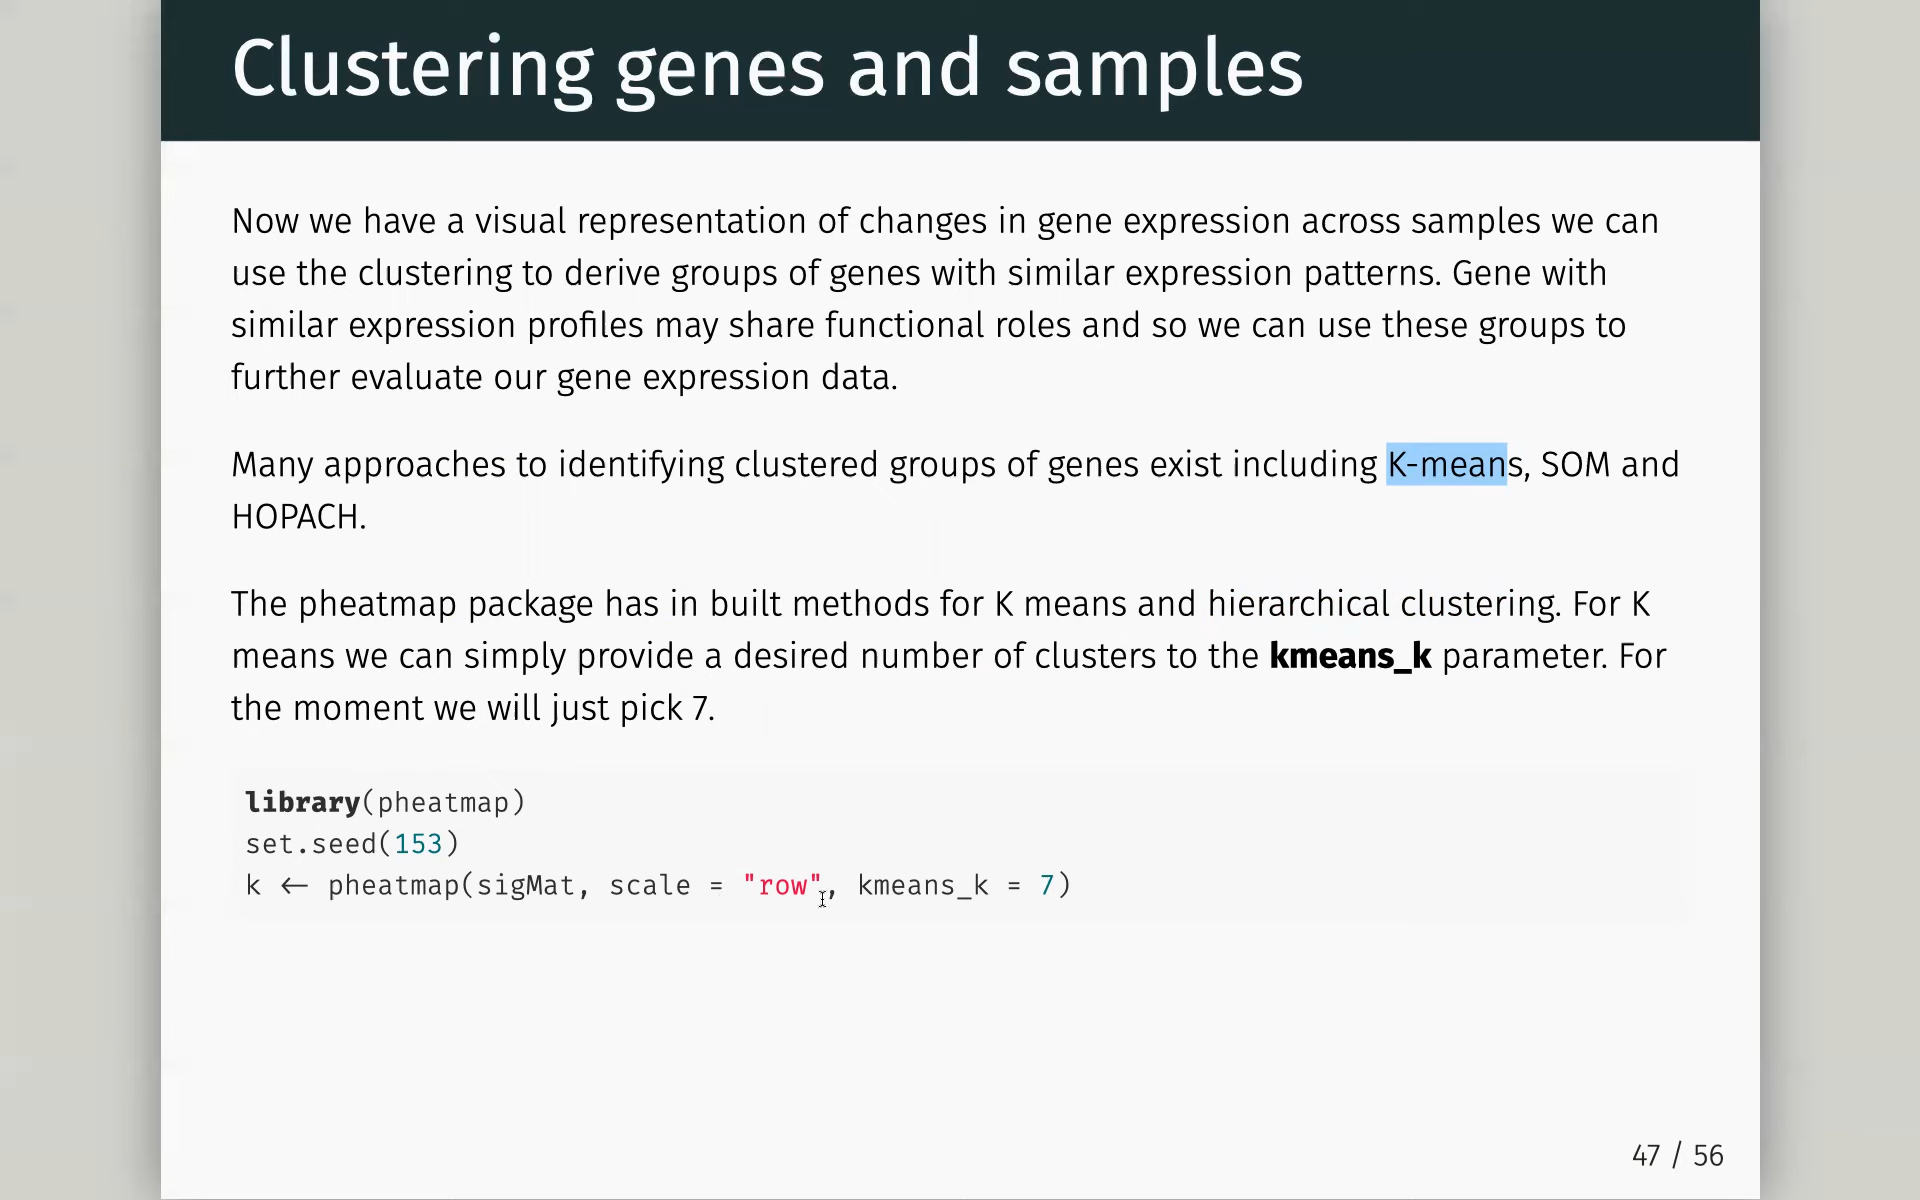 Clustering genes and samples
Now we have a visual representation of changes in gene expression across samples we can
use the clustering to derive groups of genes with similar expression patterns. Gene with
similar expression profiles may share functional roles and so we can use these groups to
further evaluate our gene expression data.
Many approaches to identifying clustered groups of genes exist including K-means, SOM and
HOPACH.
The pheatmap package has in built methods for K means and hierarchical clustering. For K
means we can simply provide a desired number of clusters to the kmeans_k parameter. For
the moment we will just pick 7.
library(pheatmap)
set.seed(153)
k <- pheatmap(sigMat, scale = "row", kmeans_k = 7)
47 / 56